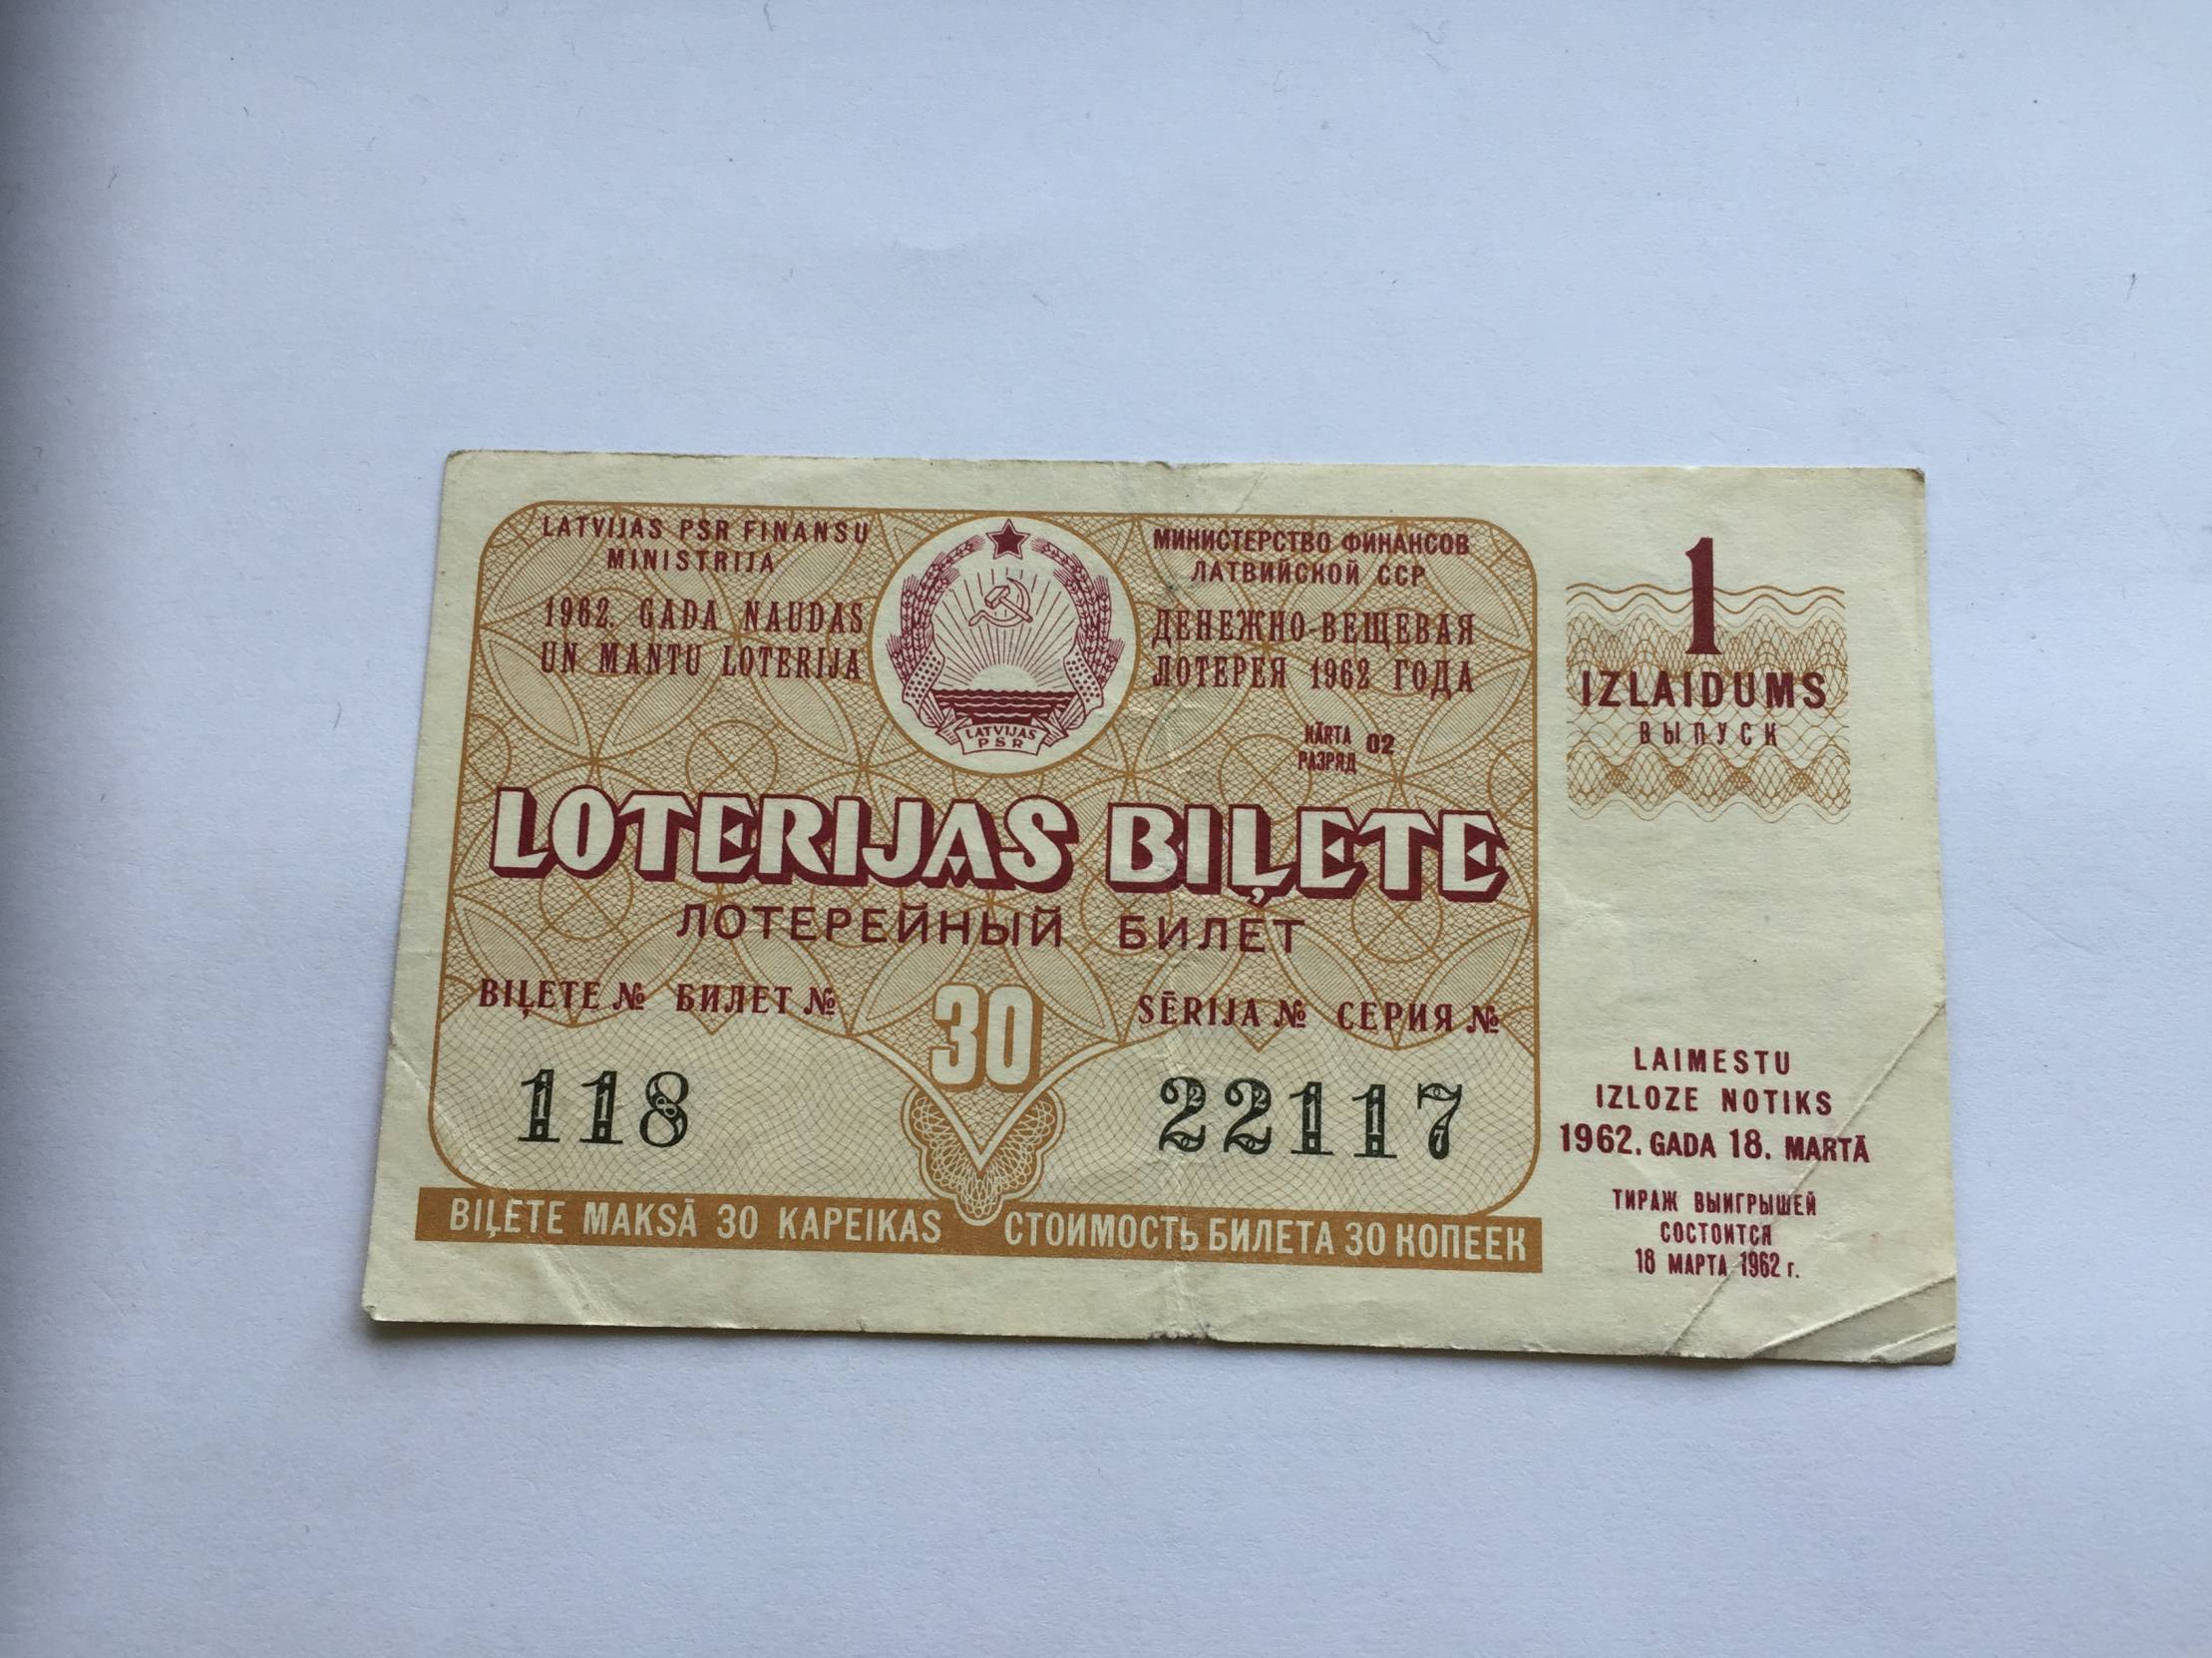 LATVIJAS PSR FINANSU
MINISTRIJA
1962. GADA NAUDAS
UN MANTU LOTERIJA
LATVIJAS
PSR
МИНИСТЕРСТВО ФИНАНСОВ
ЛАТВИЙСКОЙ ССР
ДЕНЕЖНО-ВЕЩЕВАЯ
ЛОТЕРЕЯ 1962 ГОДА
KĀRTA 02
РАЗРЯД
LOTERIJAS BIĻETE
ЛОТЕРЕЙНЫЙ БИЛЕТ
BIĻETE № БИЛЕТ №
30
SĒRIJA № СЕРИЯ №
118
22117
BIĻETE MAKSĀ 30 KAPEIKAS
СТОИМОСТЬ БИЛЕТА 30 КОПЕЕК
1
IZLAIDUMS
ВЫПУСК
LAIMESTU
IZLOZE NOTIKS
1962. GADA 18. MARTĀ
ТИРАЖ ВЫИГРЫШЕЙ
СОСТОИТСЯ
18 МАРТА 1962 г.